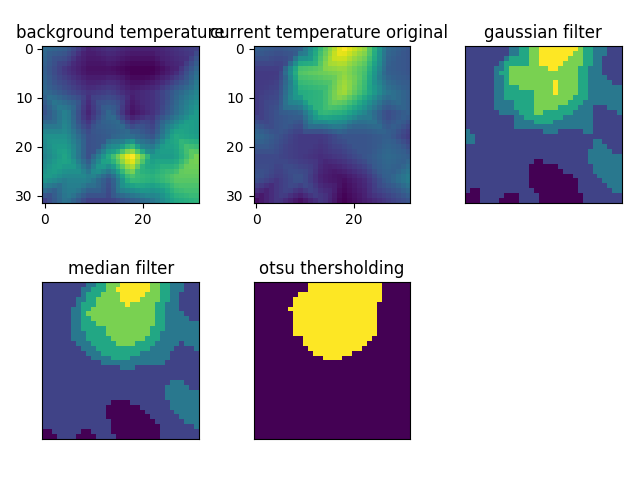 background temperature
current temperature original
gaussian filter
0
10
20
30
0
20
0
10
20
30
0
20
median filter
otsu thersholding